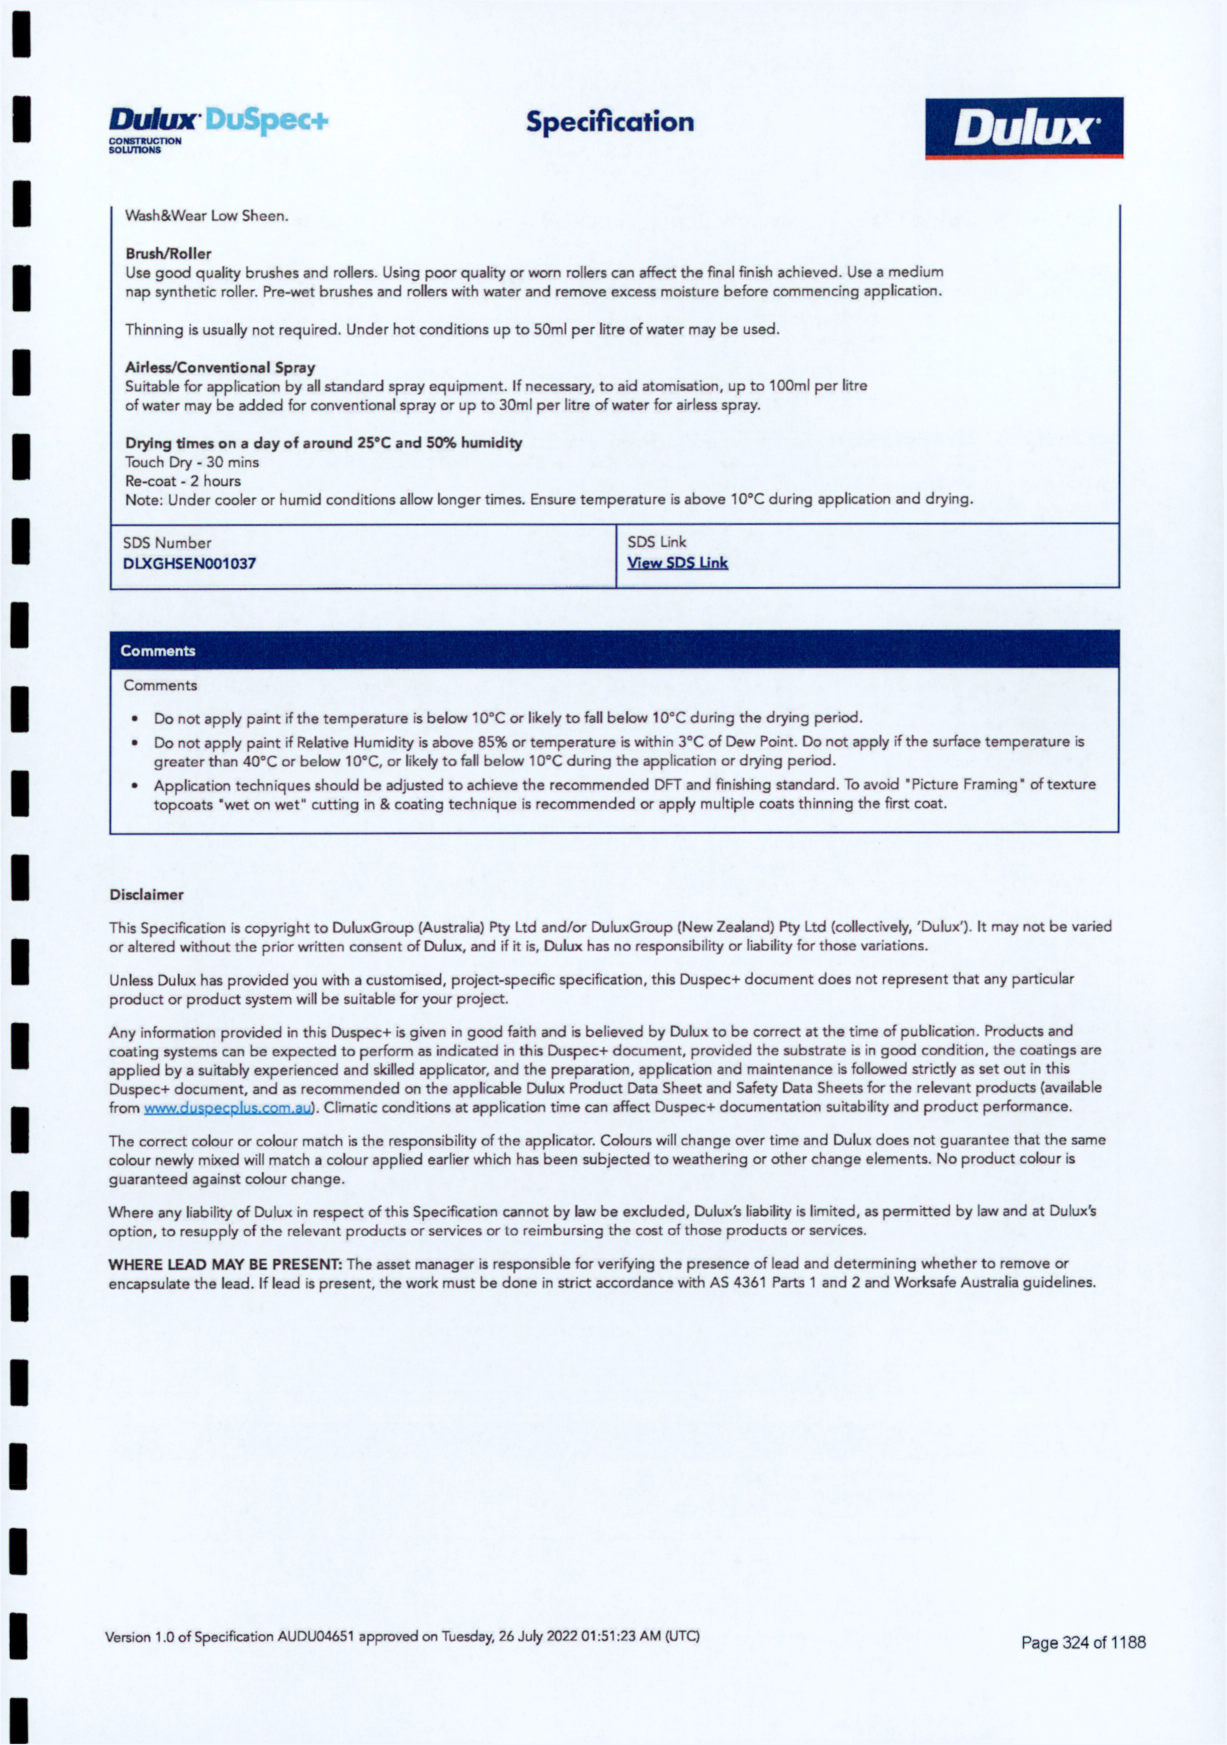 Dulux DuSpec+
CONSTRUCTION
SOLUTIONS
Specification
Dulux
Wash&Wear Low Sheen.
Brush/Roller
Use good quality brushes and rollers. Using poor quality or worn rollers can affect the final finish achieved. Use a medium
nap synthetic roller. Pre-wet brushes and rollers with water and remove excess moisture before commencing application.
Thinning is usually not required. Under hot conditions up to 50ml per litre of water may be used.
Airless/Conventional Spray
Suitable for application by all standard spray equipment. If necessary, to aid atomisation, up to 100ml per litre
of water may be added for conventional spray or up to 30ml per litre of water for airless spray.
Drying times on a day of around 25°C and 50% humidity
Touch Dry - 30 mins
Re-coat - 2 hours
Note: Under cooler or humid conditions allow longer times. Ensure temperature is above 10°C during application and drying.
SDS Number
DLXGHSEN001037
SDS Link
View SDS Link
Comments
Comments
• Do not apply paint if the temperature is below 10°C or likely to fall below 10°C during the drying period.
• Do not apply paint if Relative Humidity is above 85% or temperature is within 3°C of Dew Point. Do not apply if the surface temperature is
greater than 40°C or below 10°C, or likely to fall below 10°C during the application or drying period.
• Application techniques should be adjusted to achieve the recommended DFT and finishing standard. To avoid "Picture Framing" of texture
topcoats "wet on wet" cutting in & coating technique is recommended or apply multiple coats thinning the first coat.
Disclaimer
This Specification is copyright to DuluxGroup (Australia) Pty Ltd and/or DuluxGroup (New Zealand) Pty Ltd (collectively, 'Dulux'). It may not be varied
or altered without the prior written consent of Dulux, and if it is, Dulux has no responsibility or liability for those variations.
Unless Dulux has provided you with a customised, project-specific specification, this Duspec+ document does not represent that any particular
product or product system will be suitable for your project.
Any information provided in this Duspec+ is given in good faith and is believed by Dulux to be correct at the time of publication. Products and
coating systems can be expected to perform as indicated in this Duspec+ document, provided the substrate is in good condition, the coatings are
applied by a suitably experienced and skilled applicator, and the preparation, application and maintenance is followed strictly as set out in this
Duspec+ document, and as recommended on the applicable Dulux Product Data Sheet and Safety Data Sheets for the relevant products (available
from www.duspecplus.com.au). Climatic conditions at application time can affect Duspec+ documentation suitability and product performance.
The correct colour or colour match is the responsibility of the applicator. Colours will change over time and Dulux does not guarantee that the same
colour newly mixed will match a colour applied earlier which has been subjected to weathering or other change elements. No product colour is
guaranteed against colour change.
Where any liability of Dulux in respect of this Specification cannot by law be excluded, Dulux's liability is limited, as permitted by law and at Dulux's
option, to resupply of the relevant products or services or to reimbursing the cost of those products or services.
WHERE LEAD MAY BE PRESENT: The asset manager is responsible for verifying the presence of lead and determining whether to remove or
encapsulate the lead. If lead is present, the work must be done in strict accordance with AS 4361 Parts 1 and 2 and Worksafe Australia guidelines.
Version 1.0 of Specification AUDU04651 approved on Tuesday, 26 July 2022 01:51:23 AM (UTC)
Page 324 of 1188